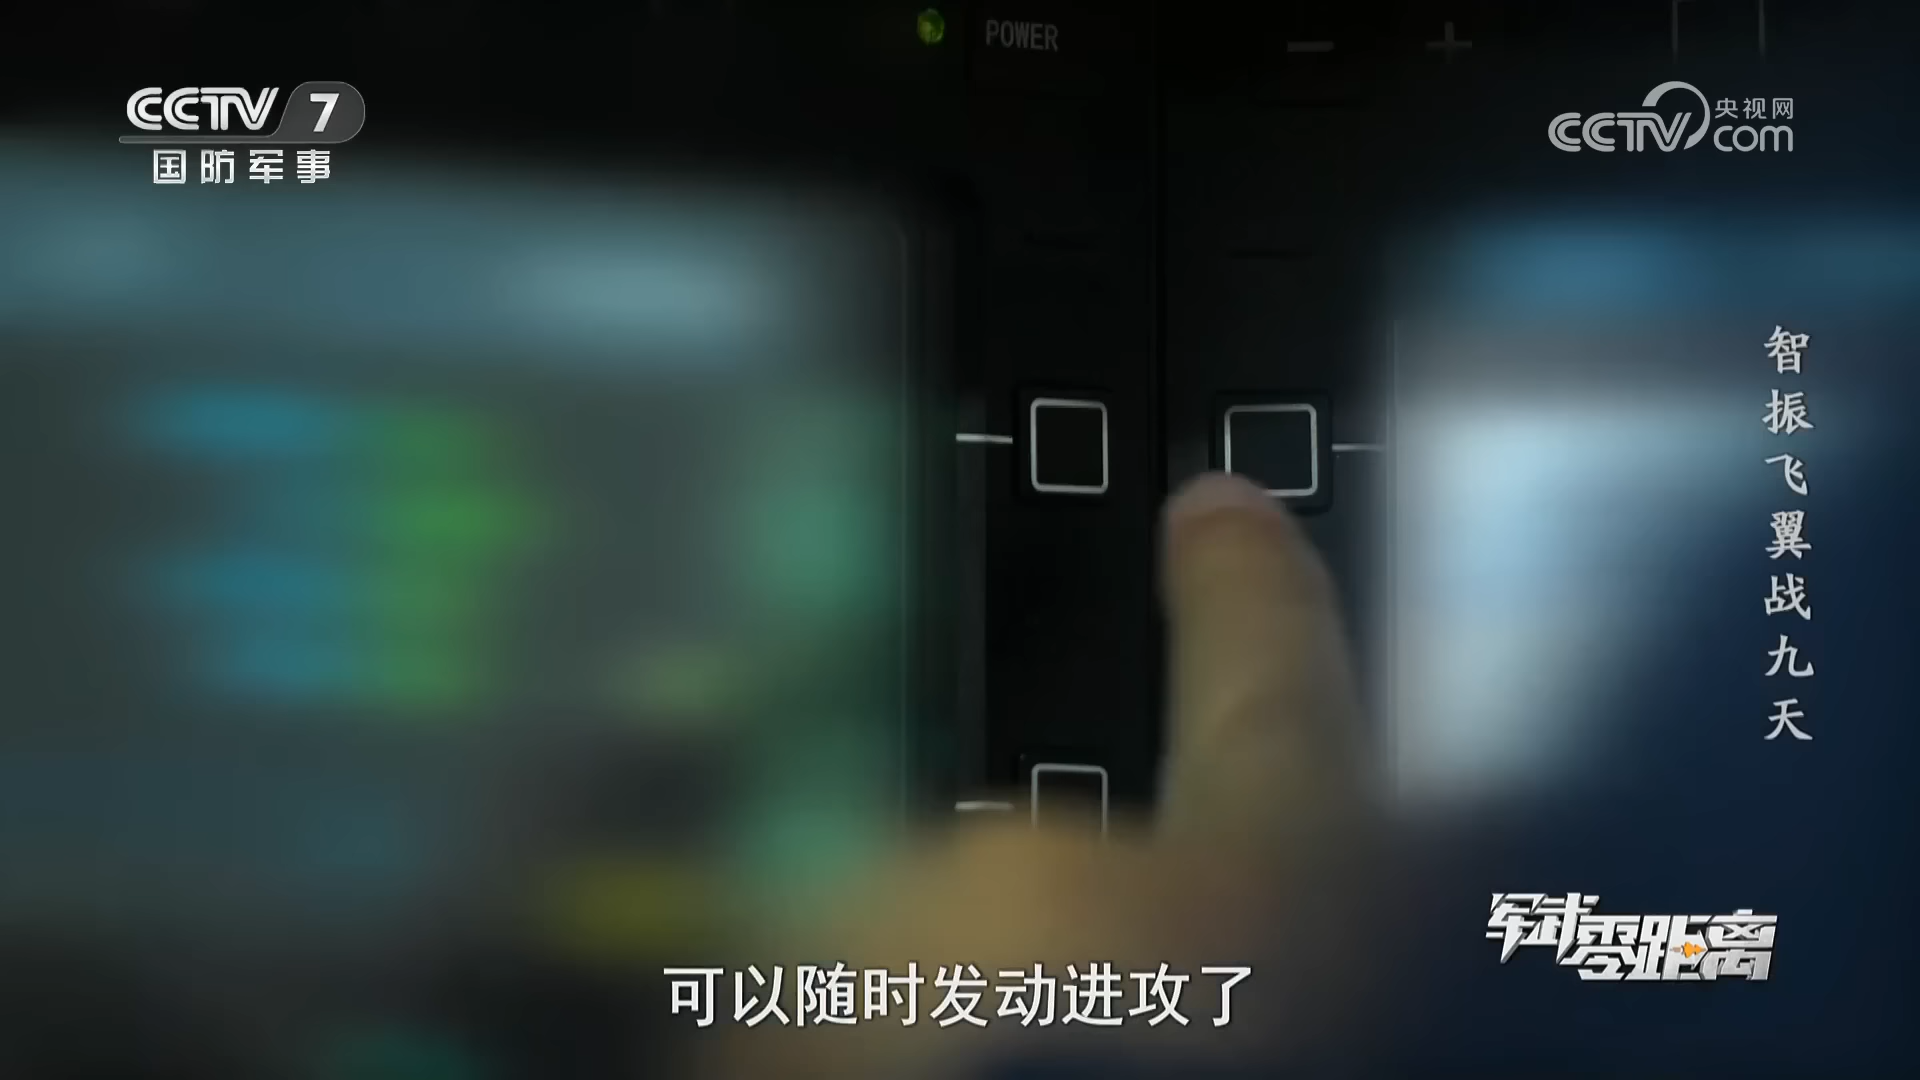 POWER
CCTV 7
国防军事
CCTV 央视网
com
智振飞翼战九天
军武零距离
可以随时发动进攻了